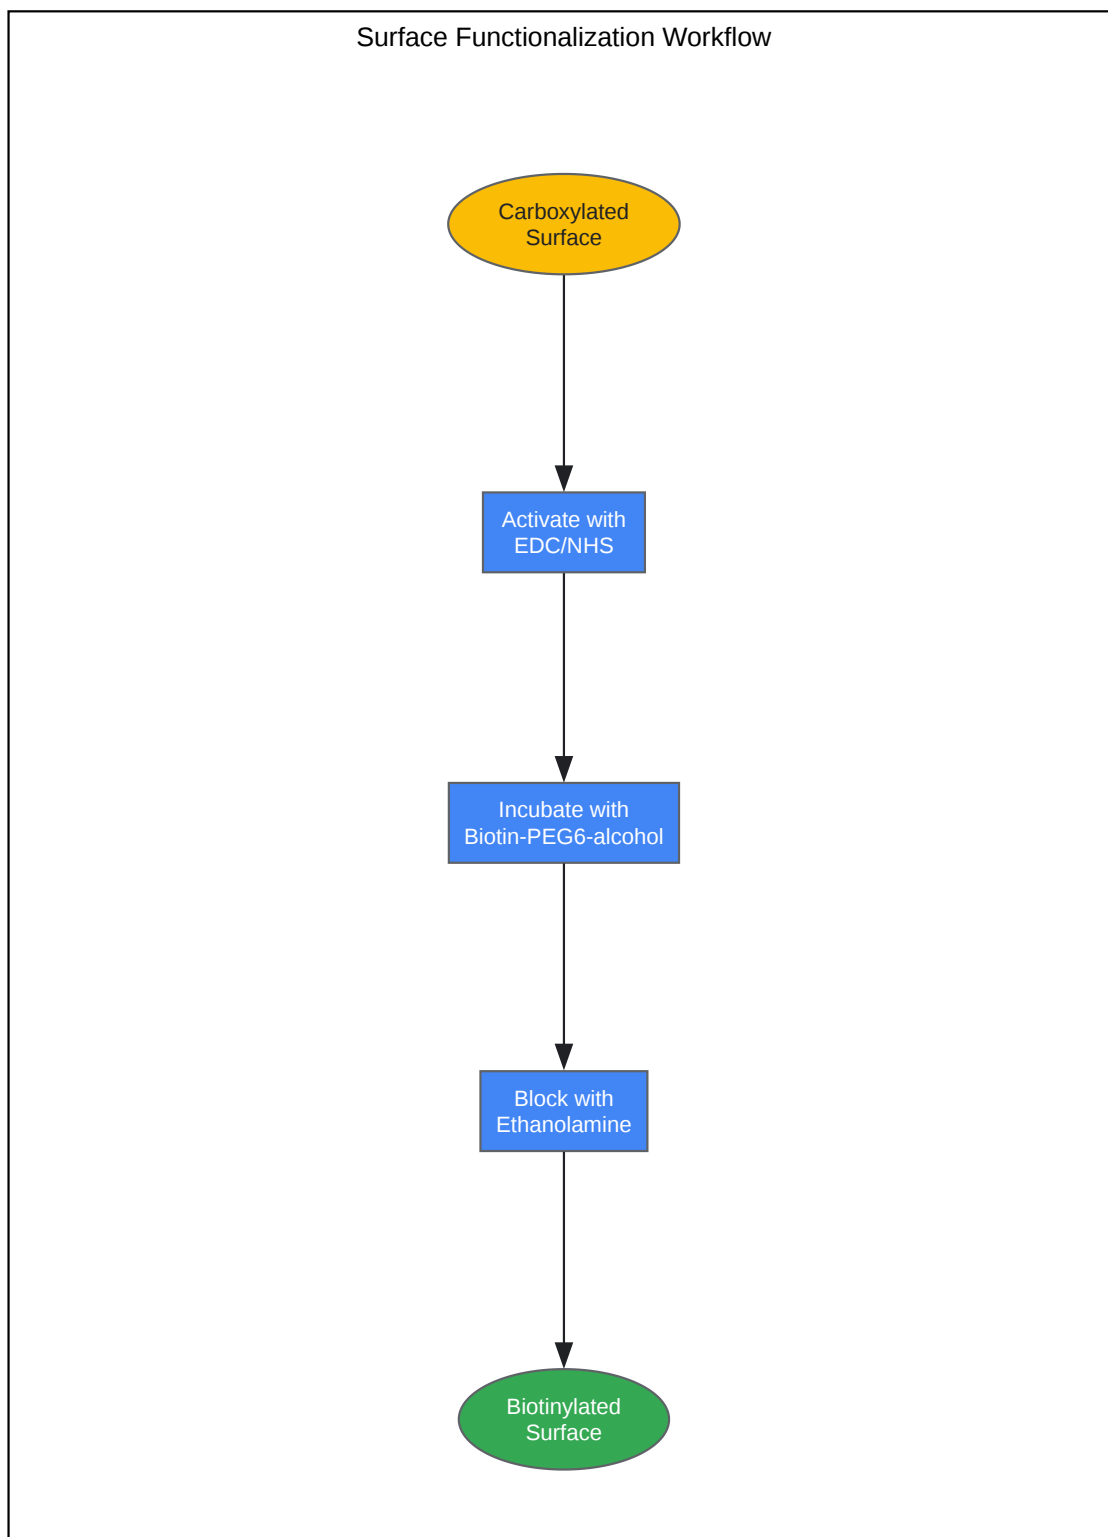 Surface Functionalization Workflow
Carboxylated
Surface
Activate with
EDC/NHS
Incubate with
Biotin-PEG6-alcohol
Block with
Ethanolamine
Biotinylated
Surface